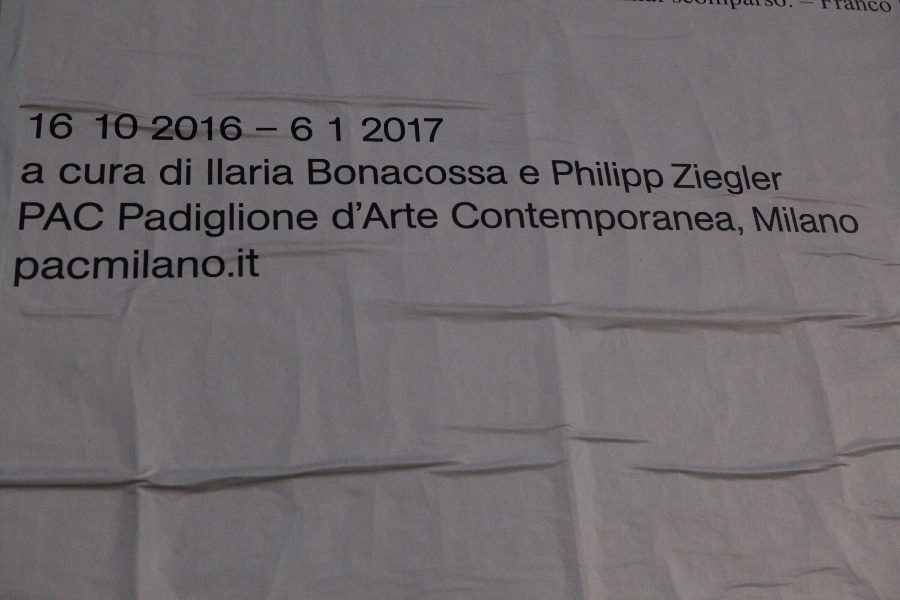 scomparso. – Franco
16 10 2016 – 6 1 2017
a cura di Ilaria Bonacossa e Philipp Ziegler
PAC Padiglione d'Arte Contemporanea, Milano
pacmilano.it